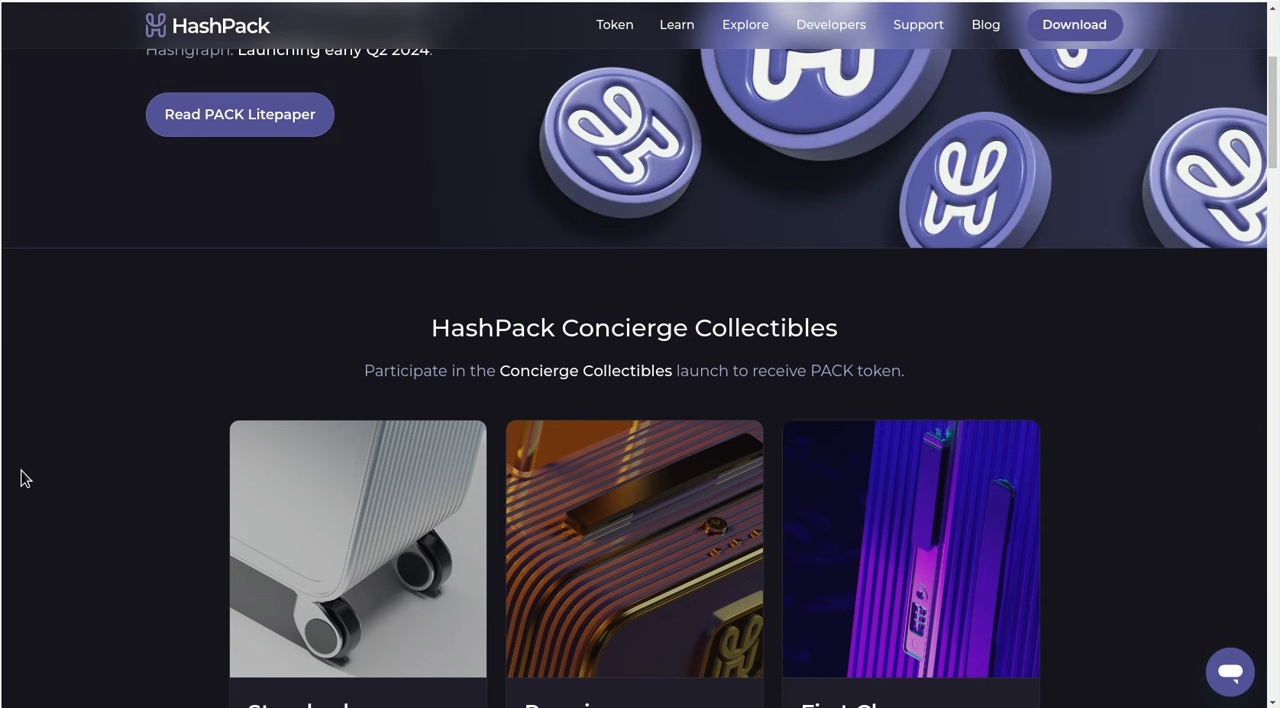 HashPack
Token
Learn
Explore
Developers
Support
Blog
Download
Hashgraph. Launching early Q2 2024.
Read PACK Litepaper
HashPack Concierge Collectibles
Participate in the Concierge Collectibles launch to receive PACK token.